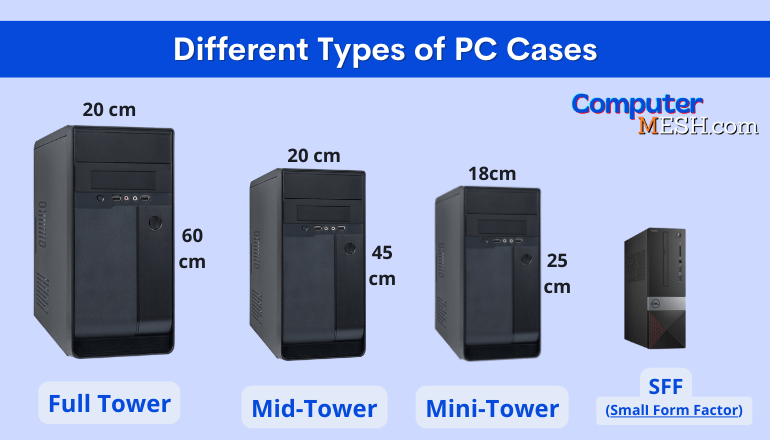 Different Types of PC Cases
Computer
MESH.com
20 cm
60
cm
Full Tower
20 cm
45
cm
Mid-Tower
18cm
25
cm
Mini-Tower
SFF
(Small Form Factor)